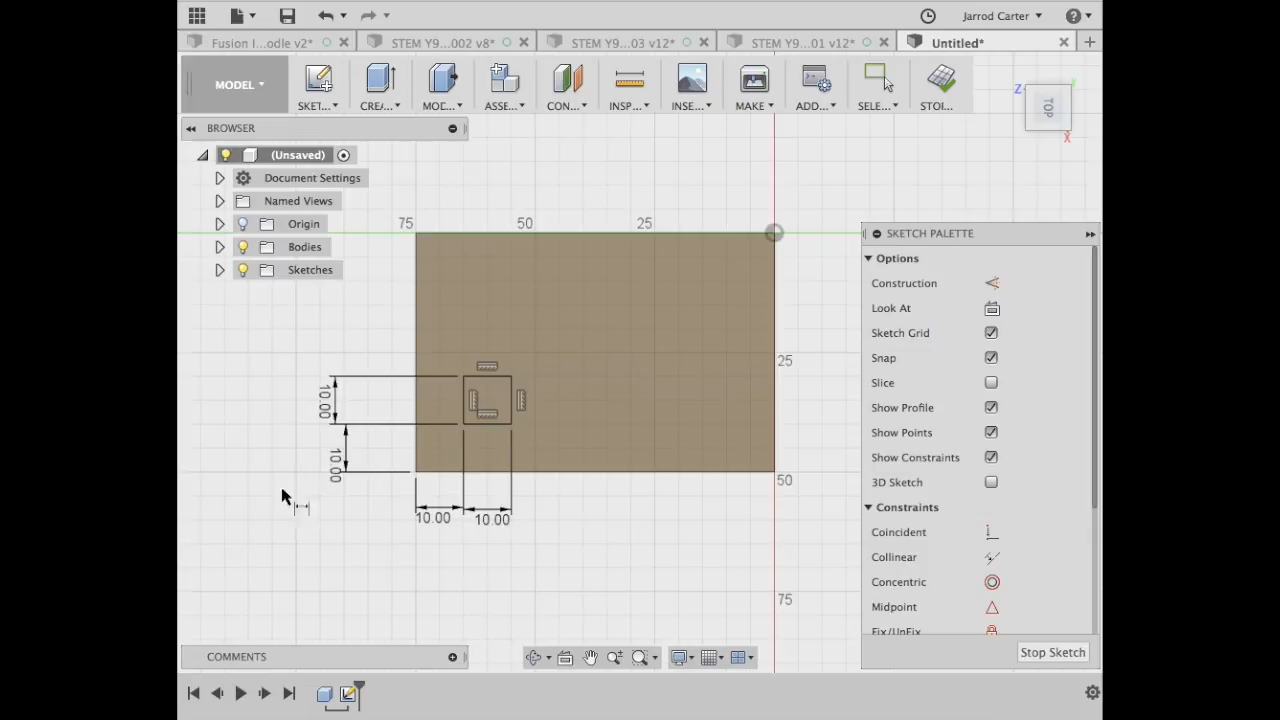 Jarrod Carter
Fusion I...odle v2*
STEM Y9...002 v8*
STEM Y9...03 v12*
STEM Y9...01 v12*
Untitled*
MODEL
SKET...
CREA...
MOD...
ASSE...
CON...
INSP...
INSE...
MAKE
ADD...
SELE...
STOP...
BROWSER
(Unsaved)
Document Settings
Named Views
Origin
Bodies
Sketches
TOP
Z
Y
X
75
50
25
25
50
75
10.00
10.00
10.00
10.00
SKETCH PALETTE
Options
Construction
Look At
Sketch Grid
Snap
Slice
Show Profile
Show Points
Show Constraints
3D Sketch
Constraints
Coincident
Collinear
Concentric
Midpoint
Fix/UnFix
Stop Sketch
COMMENTS